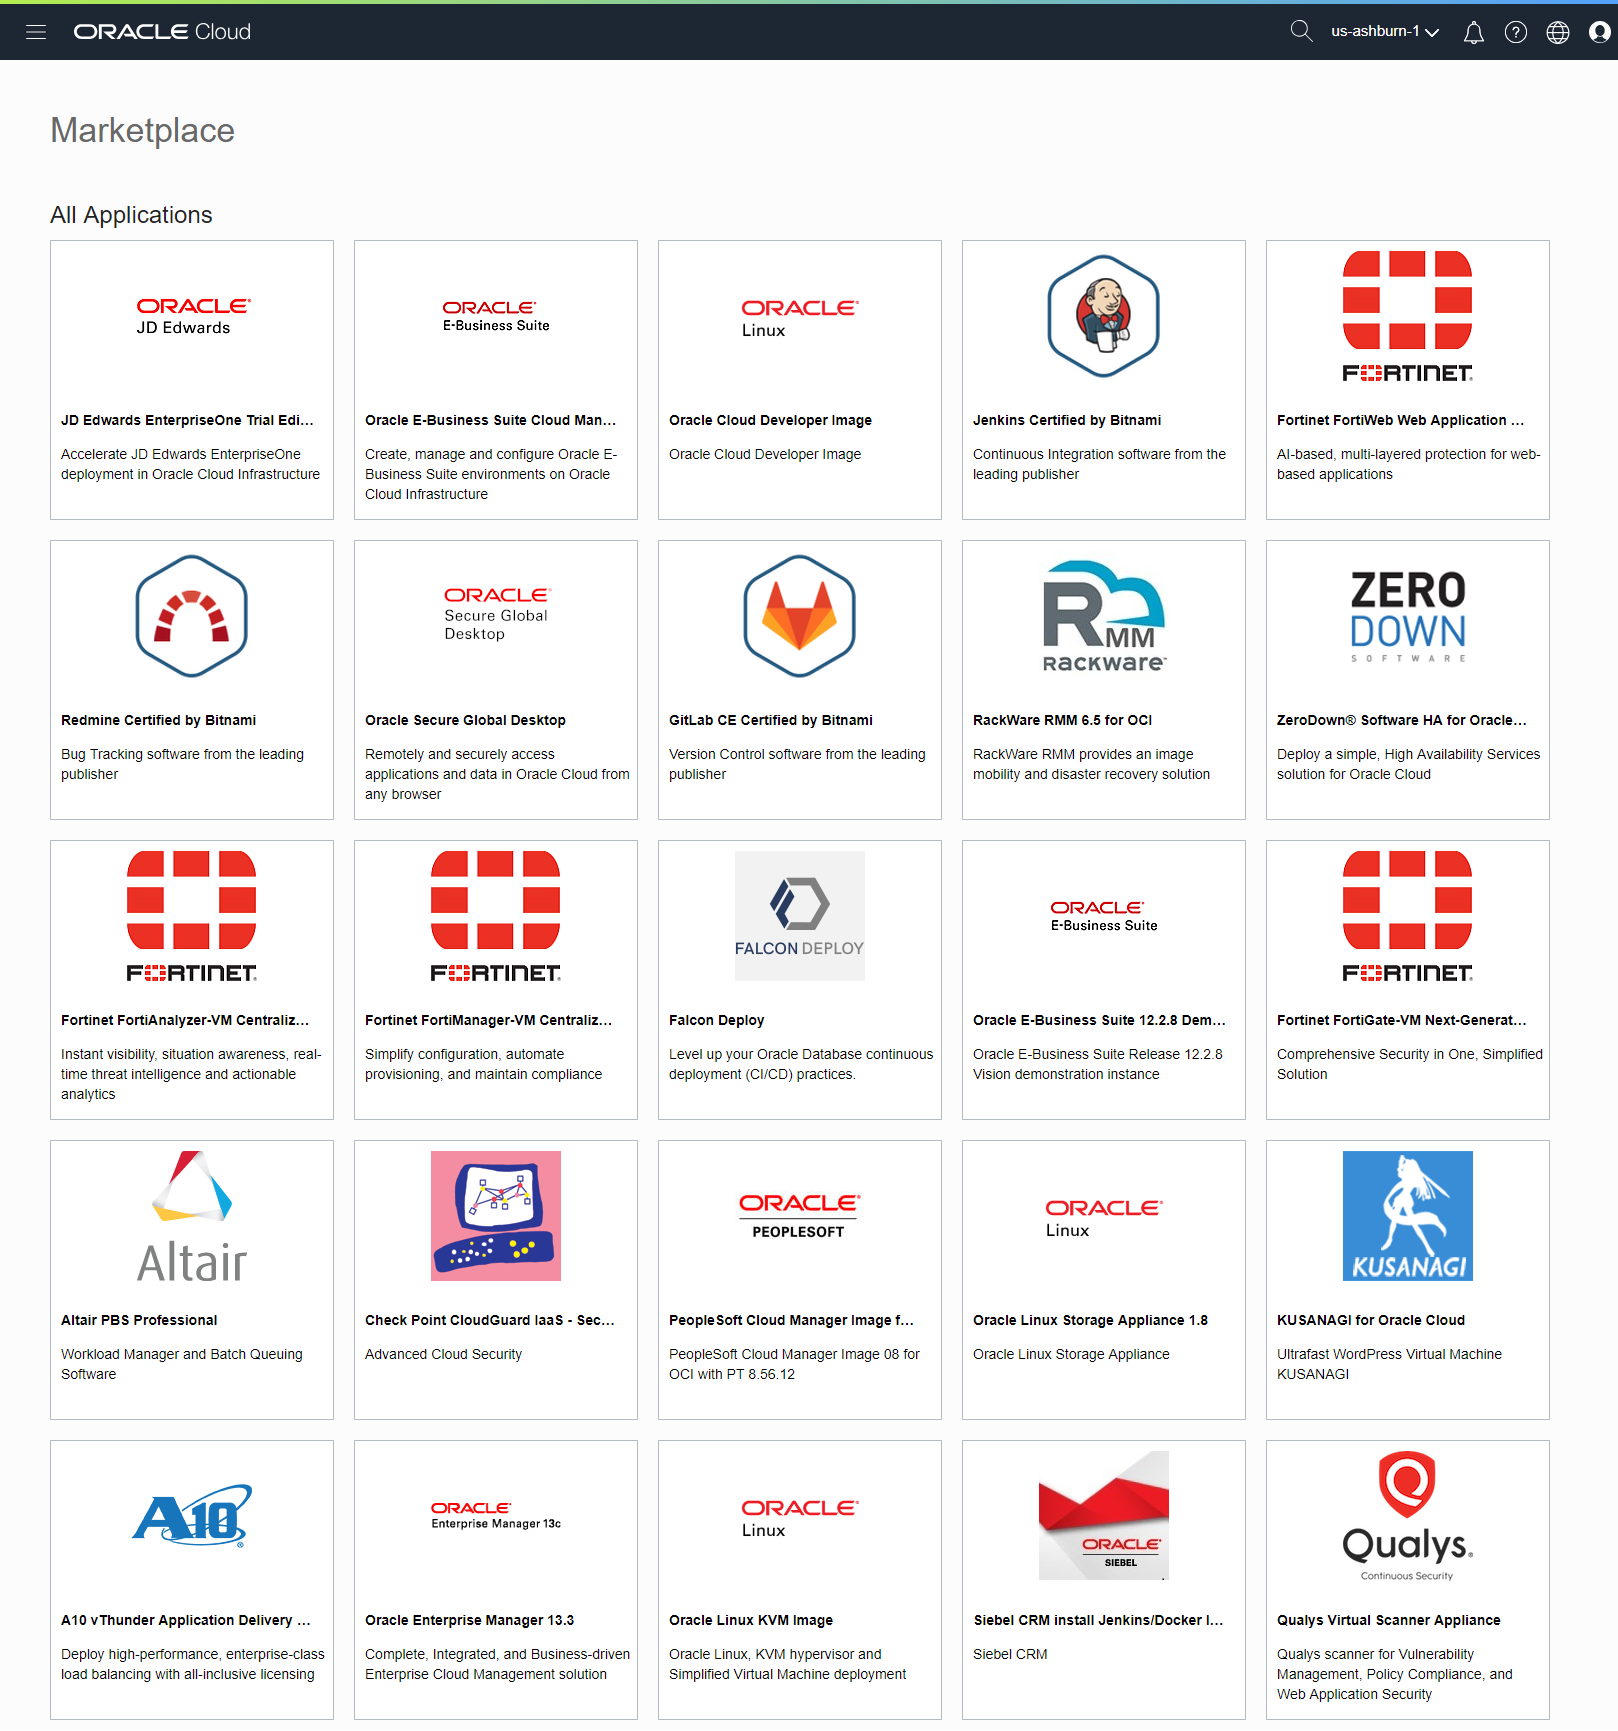 ORACLE Cloud
us-ashburn-1
Marketplace
All Applications
ORACLE
JD Edwards
JD Edwards EnterpriseOne Trial Edi...
Accelerate JD Edwards EnterpriseOne
deployment in Oracle Cloud Infrastructure
ORACLE
E-Business Suite
Oracle E-Business Suite Cloud Man...
Create, manage and configure Oracle E-
Business Suite environments on Oracle
Cloud Infrastructure
ORACLE
Linux
Oracle Cloud Developer Image
Oracle Cloud Developer Image
Jenkins Certified by Bitnami
Continuous Integration software from the
leading publisher
FORTINET
Fortinet FortiWeb Web Application ...
AI-based, multi-layered protection for web-
based applications
Redmine Certified by Bitnami
Bug Tracking software from the leading
publisher
ORACLE
Secure Global
Desktop
Oracle Secure Global Desktop
Remotely and securely access
applications and data in Oracle Cloud from
any browser
GitLab CE Certified by Bitnami
Version Control software from the leading
publisher
RMM
RACKWARE™
RackWare RMM 6.5 for OCI
RackWare RMM provides an image
mobility and disaster recovery solution
ZERO
DOWN
SOFTWARE
ZeroDown® Software HA for Oracle...
Deploy a simple, High Availability Services
solution for Oracle Cloud
FORTINET
Fortinet FortiAnalyzer-VM Centraliz...
Instant visibility, situation awareness, real-
time threat intelligence and actionable
analytics
FORTINET
Fortinet FortiManager-VM Centraliz...
Simplify configuration, automate
provisioning, and maintain compliance
FALCON DEPLOY
Falcon Deploy
Level up your Oracle Database continuous
deployment (CI/CD) practices.
ORACLE
E-Business Suite
Oracle E-Business Suite 12.2.8 Dem...
Oracle E-Business Suite Release 12.2.8
Vision demonstration instance
FORTINET
Fortinet FortiGate-VM Next-Generat...
Comprehensive Security in One, Simplified
Solution
Altair
Altair PBS Professional
Workload Manager and Batch Queuing
Software
Check Point CloudGuard IaaS - Sec...
Advanced Cloud Security
ORACLE
PEOPLESOFT
PeopleSoft Cloud Manager Image f...
PeopleSoft Cloud Manager Image 08 for
OCI with PT 8.56.12
ORACLE
Linux
Oracle Linux Storage Appliance 1.8
Oracle Linux Storage Appliance
KUSANAGI
KUSANAGI for Oracle Cloud
Ultrafast WordPress Virtual Machine
KUSANAGI
A10
A10 vThunder Application Delivery ...
Deploy high-performance, enterprise-class
load balancing with all-inclusive licensing
ORACLE
Enterprise Manager 13c
Oracle Enterprise Manager 13.3
Complete, Integrated, and Business-driven
Enterprise Cloud Management solution
ORACLE
Linux
Oracle Linux KVM Image
Oracle Linux, KVM hypervisor and
Simplified Virtual Machine deployment
ORACLE
SIEBEL
Siebel CRM install Jenkins/Docker I...
Siebel CRM
Qualys.
Continuous Security
Qualys Virtual Scanner Appliance
Qualys scanner for Vulnerability
Management, Policy Compliance, and
Web Application Security